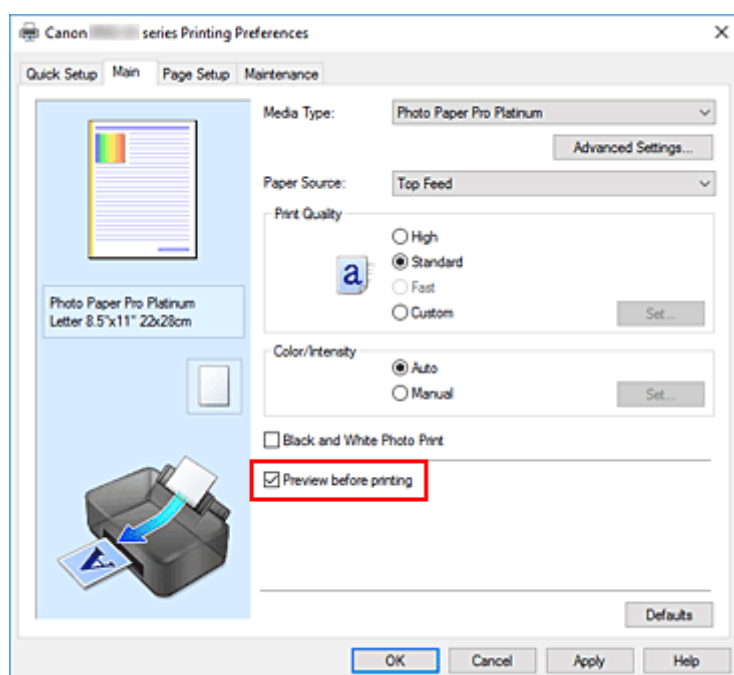 Canon series Printing Preferences
Quick Setup Main Page Setup Maintenance
Media Type: Photo Paper Pro Platinum
Advanced Settings...
Paper Source: Top Feed
Print Quality
High
a Standard
Fast
Custom Set...
Photo Paper Pro Platinum
Letter 8.5"x11" 22x28cm
Color/Intensity
Auto
Manual Set...
Black and White Photo Print
Preview before printing
A
Defaults
OK Cancel Apply Help